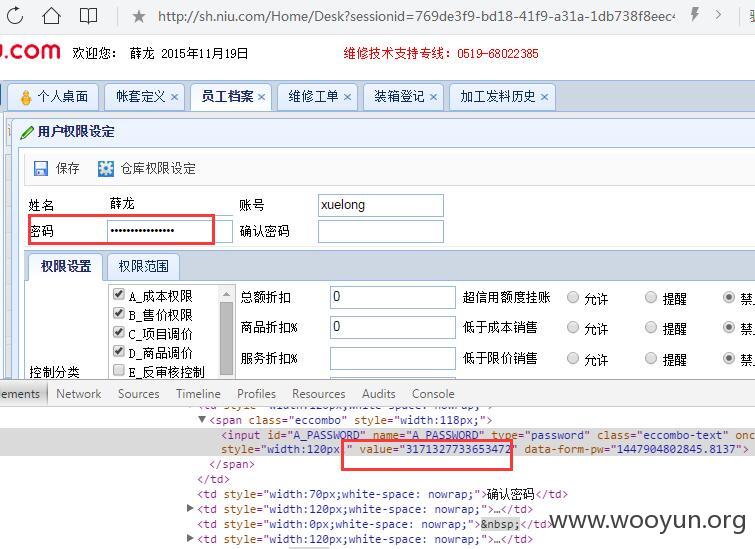 http://sh.niu.com/Home/Desk?sessionid=769de3f9-bd18-41f9-a31a-1db738f8eec4
u.com 欢迎您: 薛龙 2015年11月19日 维修技术支持专线: 0519-68022385
个人桌面 帐套定义 × 员工档案 × 维修工单 × 装箱登记 × 加工发料历史 ×
用户权限设定
保存 仓库权限设定
姓名 薛龙 账号 xuelong
密码 •••••••••••••••• 确认密码
权限设置 权限范围
A_成本权限 总额折扣 0 超信用额度挂账 允许 提醒
B_售价权限
C_项目调价 商品折扣% 0 低于成本销售 允许 提醒
D_商品调价
控制分类 E_反审核控制 服务折扣% 低于限价销售 允许 提醒
ements Network Sources Timeline Profiles Resources Audits Console
<td style="width:120px;white-space: nowrap;">
▼<span class="eccombo" style="width:118px;">
<input id="A_PASSWORD" name="A_PASSWORD" type="password" class="eccombo-text" onc
style="width:120px;" value="3171327733653472" data-form-pw="1447904802845.8137">
</span>
</td>
<td style="width:70px;white-space: nowrap;">确认密码</td>
▶<td style="width:120px;white-space: nowrap;">…</td>
<td style="width:0px;white-space: nowrap;">&nbsp;</td>
▶<td style="width:120px;white-space: nowrap;">…</td>
www.wooyun.org